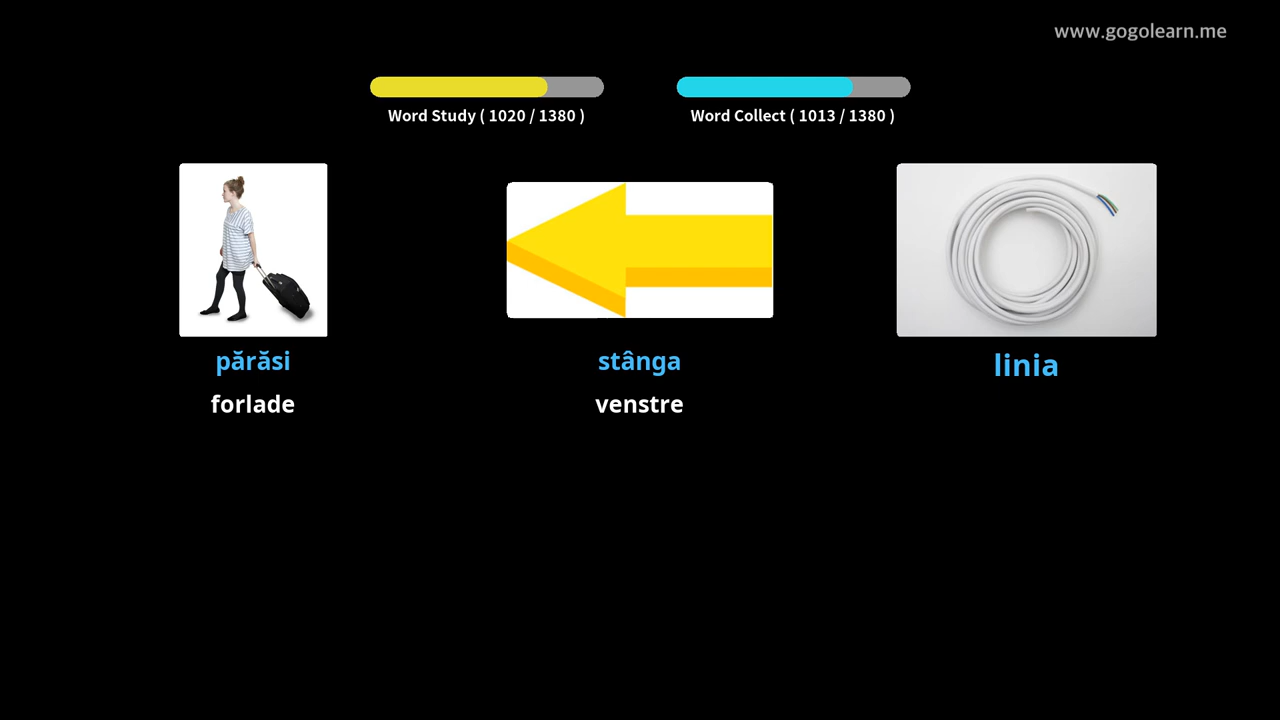 www.gogolearn.me
Word Study ( 1020 / 1380 )
Word Collect ( 1013 / 1380 )
părăsi
forlade
stânga
venstre
linia